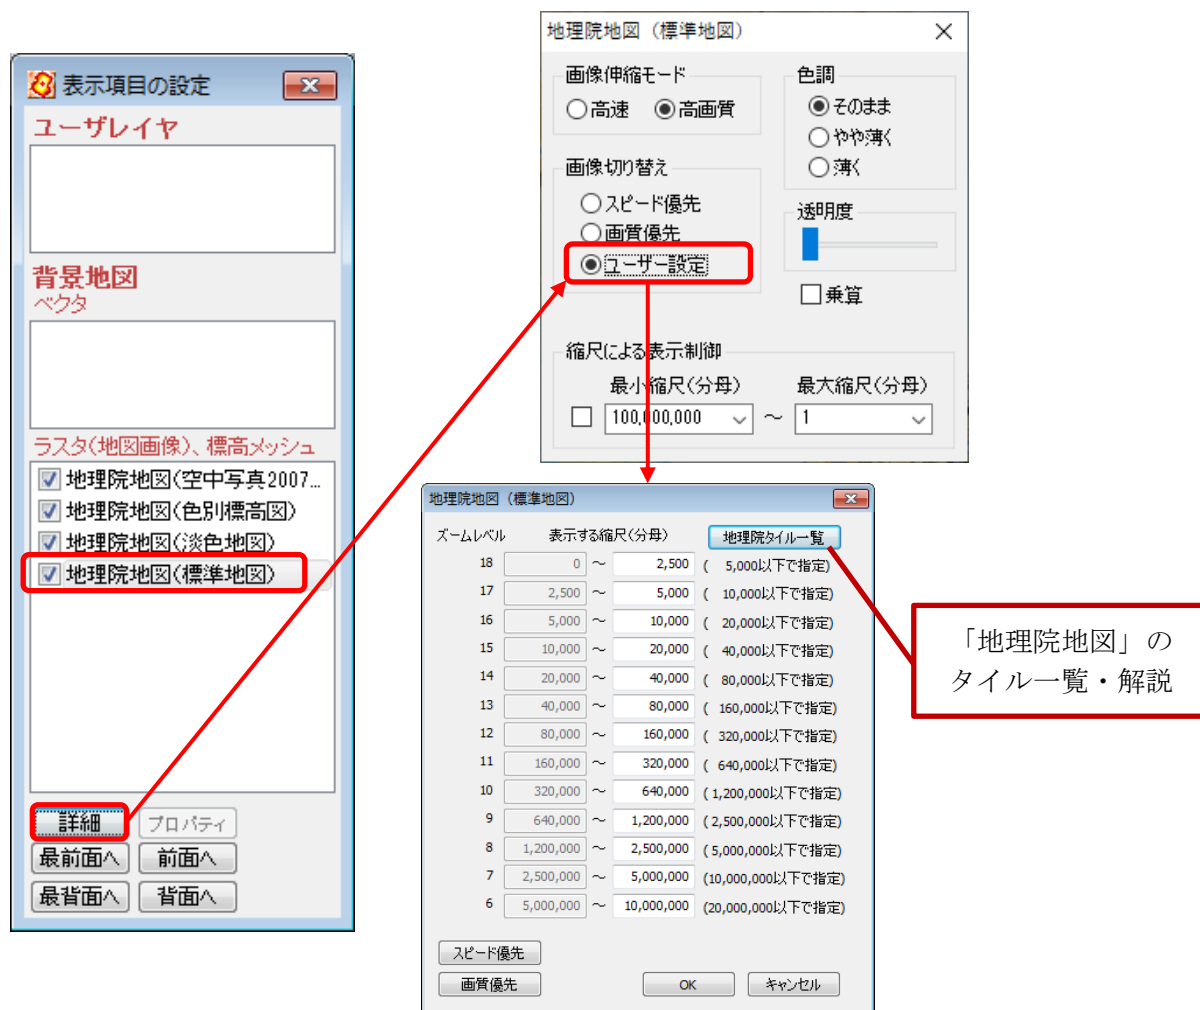 表示項目の設定
ユーザレイヤ
背景地図
ベクタ
ラスタ(地図画像)、標高メッシュ
地理院地図(空中写真2007...
地理院地図(色別標高図)
地理院地図(淡色地図)
地理院地図(標準地図)
詳細 プロパティ
最前面へ 前面へ
最背面へ 背面へ
地理院地図（標準地図）
画像伸縮モード
高速 高画質
画像切り替え
スピード優先
画質優先
ユーザー設定
色調
そのまま
やや薄く
薄く
透明度
乗算
縮尺による表示制御
最小縮尺(分母) 最大縮尺(分母)
100,000,000 ～ 1
地理院地図（標準地図）
ズームレベル 表示する縮尺(分母) 地理院タイル一覧
18 0 ～ 2,500 ( 5,000以下で指定)
17 2,500 ～ 5,000 ( 10,000以下で指定)
16 5,000 ～ 10,000 ( 20,000以下で指定)
15 10,000 ～ 20,000 ( 40,000以下で指定)
14 20,000 ～ 40,000 ( 80,000以下で指定)
13 40,000 ～ 80,000 ( 160,000以下で指定)
12 80,000 ～ 160,000 ( 320,000以下で指定)
11 160,000 ～ 320,000 ( 640,000以下で指定)
10 320,000 ～ 640,000 (1,200,000以下で指定)
9 640,000 ～ 1,200,000 (2,500,000以下で指定)
8 1,200,000 ～ 2,500,000 (5,000,000以下で指定)
7 2,500,000 ～ 5,000,000 (10,000,000以下で指定)
6 5,000,000 ～ 10,000,000 (20,000,000以下で指定)
スピード優先
画質優先 OK キャンセル
「地理院地図」の
タイル一覧・解説